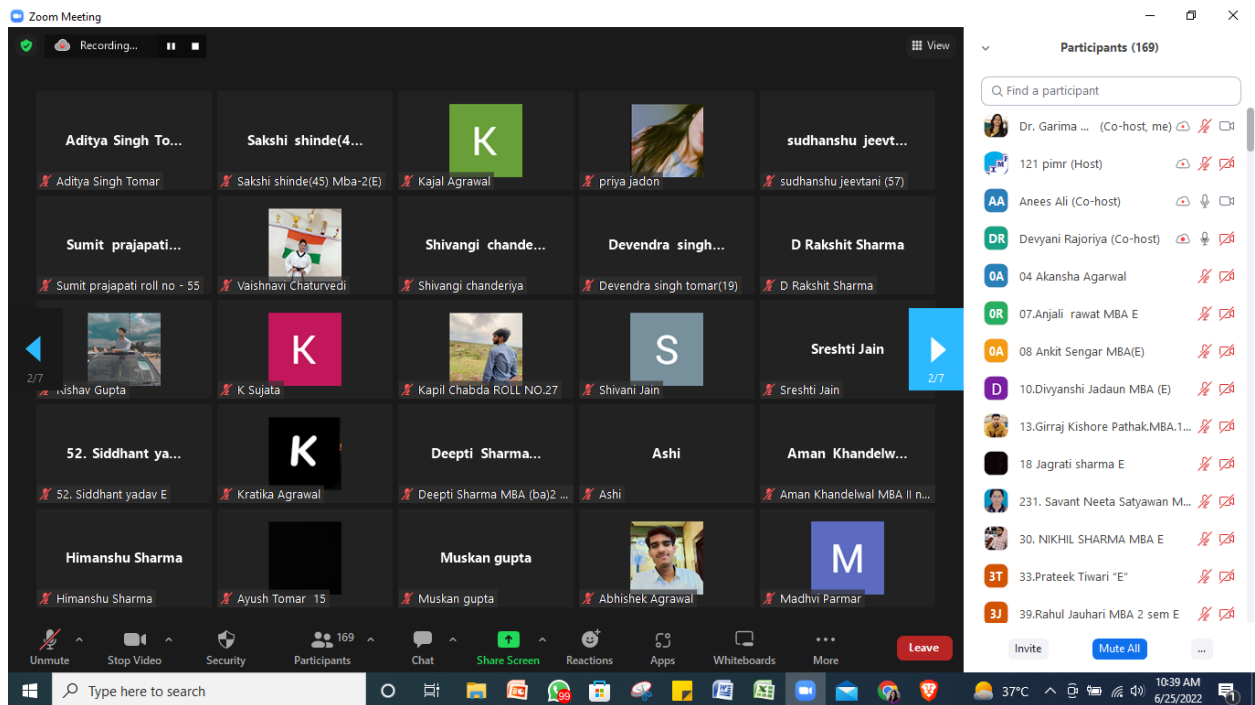 Zoom Meeting
Recording...
View
Aditya Singh To...
Aditya Singh Tomar
Sakshi shinde(4...
Sakshi shinde(45) Mba-2(E)
K
Kajal Agrawal
priya jadon
sudhanshu jeevt...
sudhanshu jeevtani (57)
Sumit prajapati...
Sumit prajapati roll no - 55
Vaishnavi Chaturvedi
Shivangi chande...
Shivangi chanderiya
Devendra singh...
Devendra singh tomar(19)
D Rakshit Sharma
D Rakshit Sharma
2/7
Gupta
K
K Sujata
Kapil Chabda ROLL NO.27
S
Shivani Jain
Sreshti Jain
Sreshti Jain
2/7
52. Siddhant ya...
52. Siddhant yadav E
K
Kratika Agrawal
Deepti Sharma...
Deepti Sharma MBA (ba)2 ...
Ashi
Ashi
Aman Khandelw...
Aman Khandelwal MBA II n...
Himanshu Sharma
Himanshu Sharma
Ayush Tomar 15
Muskan gupta
Muskan gupta
Abhishek Agrawal
M
Madhvi Parmar
Unmute
Stop Video
Security
169
Participants
Chat
Share Screen
Reactions
Apps
Whiteboards
More
Leave
Participants (169)
Find a participant
Dr. Garima ... (Co-host, me)
121 pimr (Host)
AA Anees Ali (Co-host)
DR Devyani Rajoriya (Co-host)
0A 04 Akansha Agarwal
0R 07.Anjali rawat MBA E
0A 08 Ankit Sengar MBA(E)
D 10.Divyanshi Jadaun MBA (E)
13.Girraj Kishore Pathak.MBA.1...
18 Jagrati sharma E
231. Savant Neeta Satyawan M...
30. NIKHIL SHARMA MBA E
3T 33.Prateek Tiwari "E"
3J 39.Rahul Jauhari MBA 2 sem E
Invite
Mute All
...
Type here to search
99
37°C
10:39 AM
6/25/2022
1